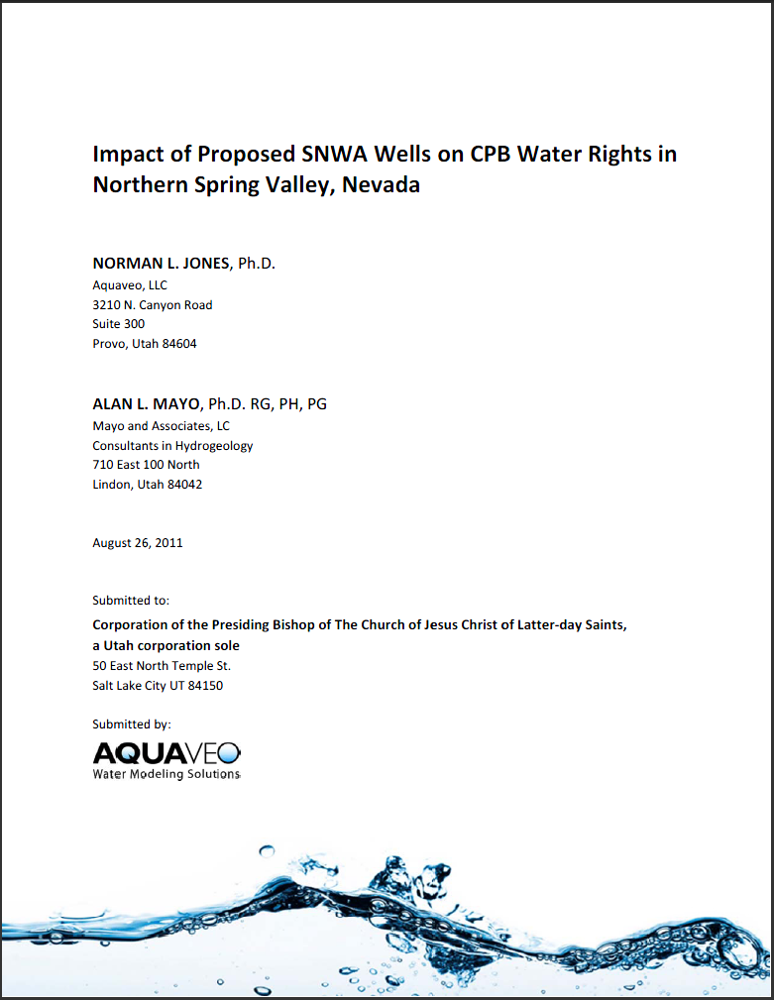 Impact of Proposed SNWA Wells on CPB Water Rights in
Northern Spring Valley, Nevada
NORMAN L. JONES, Ph.D.
Aquaveo, LLC
3210 N. Canyon Road
Suite 300
Provo, Utah 84604
ALAN L. MAYO, Ph.D. RG, PH, PG
Mayo and Associates, LC
Consultants in Hydrogeology
710 East 100 North
Lindon, Utah 84042
August 26, 2011
Submitted to:
Corporation of the Presiding Bishop of The Church of Jesus Christ of Latter-day Saints,
a Utah corporation sole
50 East North Temple St.
Salt Lake City UT 84150
Submitted by:
AQUAVEO
Water Modeling Solutions